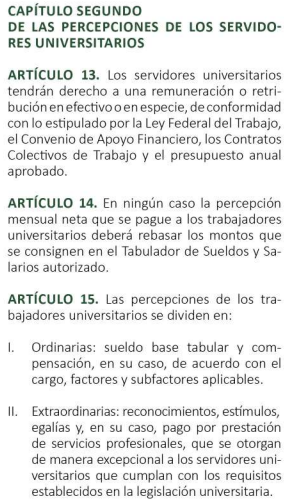 CAPÍTULO SEGUNDO
DE LAS PERCEPCIONES DE LOS SERVIDO-
RES UNIVERSITARIOS
ARTÍCULO 13. Los servidores universitarios
tendrán derecho a una remuneración o retri-
bución en efectivo o en especie, de conformidad
con lo estipulado por la Ley Federal del Trabajo,
el Convenio de Apoyo Financiero, los Contratos
Colectivos de Trabajo y el presupuesto anual
aprobado.
ARTÍCULO 14. En ningún caso la percepción
mensual neta que se pague a los trabajadores
universitarios deberá rebasar los montos que
se consignen en el Tabulador de Sueldos y Sa-
larios autorizado.
ARTÍCULO 15. Las percepciones de los tra-
bajadores universitarios se dividen en:
I. Ordinarias: sueldo base tabular y com-
pensación, en su caso, de acuerdo con el
cargo, factores y subfactores aplicables.
II. Extraordinarias: reconocimientos, estímulos,
egalías y, en su caso, pago por prestación
de servicios profesionales, que se otorgan
de manera excepcional a los servidores uni-
versitarios que cumplan con los requisitos
establecidos en la legislación universitaria.